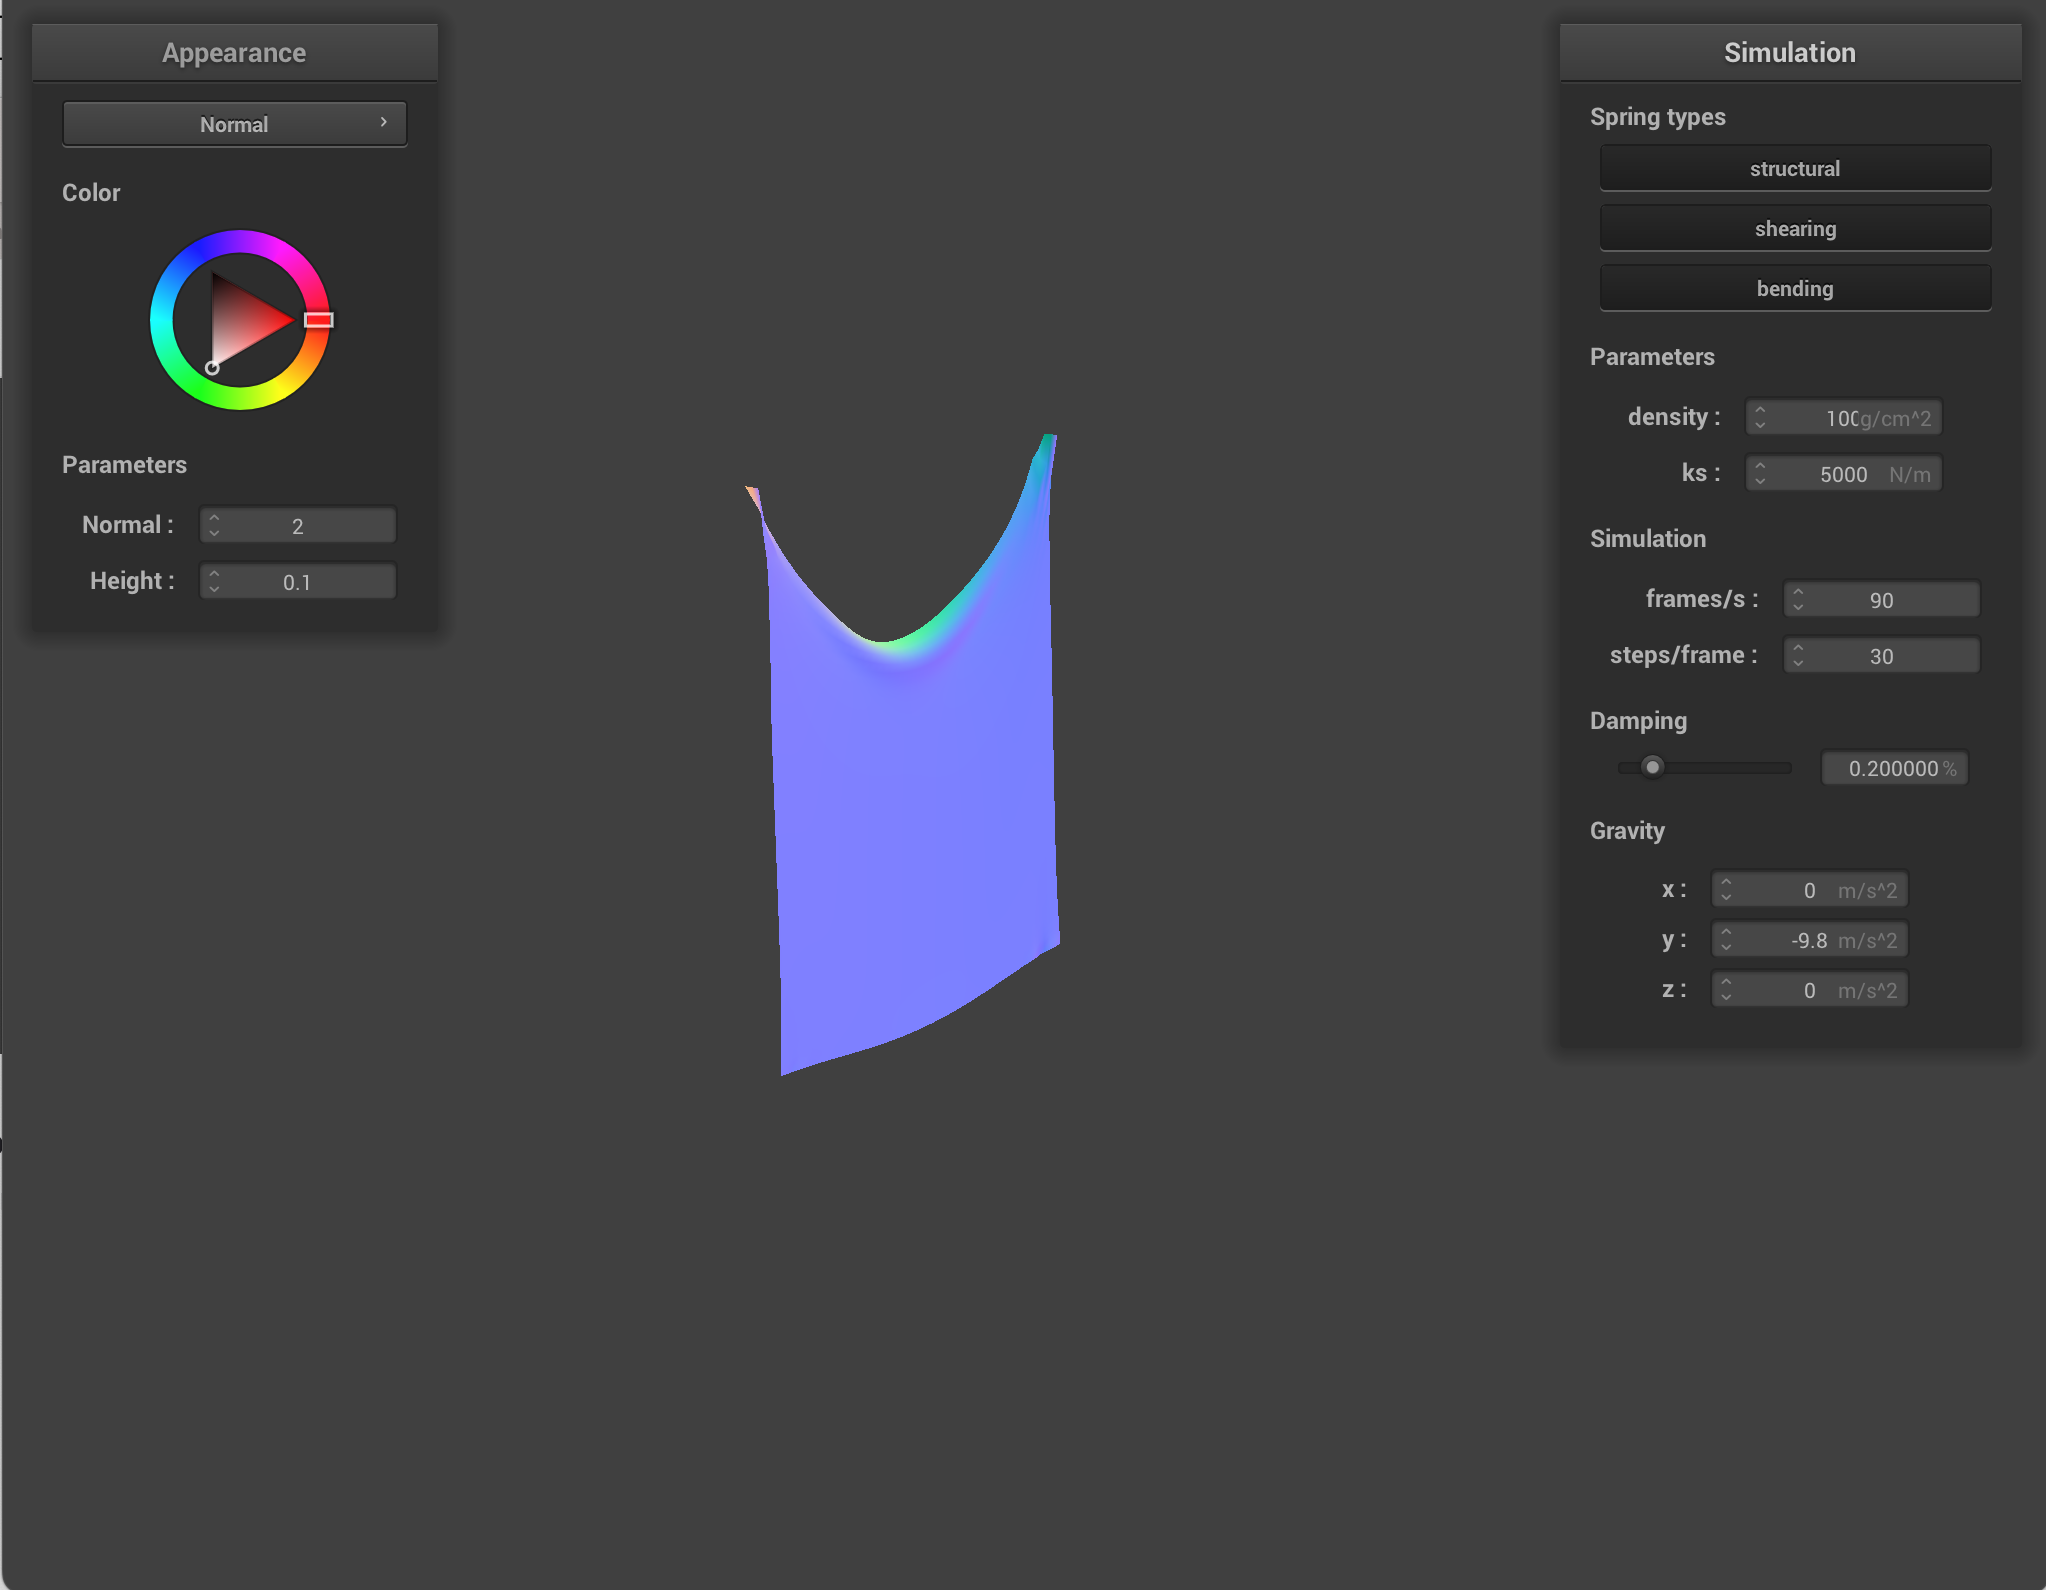 Appearance
Normal
Color
Parameters
Normal :
2
Height :
0.1
Simulation
Spring types
structural
shearing
bending
Parameters
density :
100 g/cm^2
ks :
5000 N/m
Simulation
frames/s :
90
steps/frame :
30
Damping
0.200000 %
Gravity
x :
0 m/s^2
y :
-9.8 m/s^2
z :
0 m/s^2